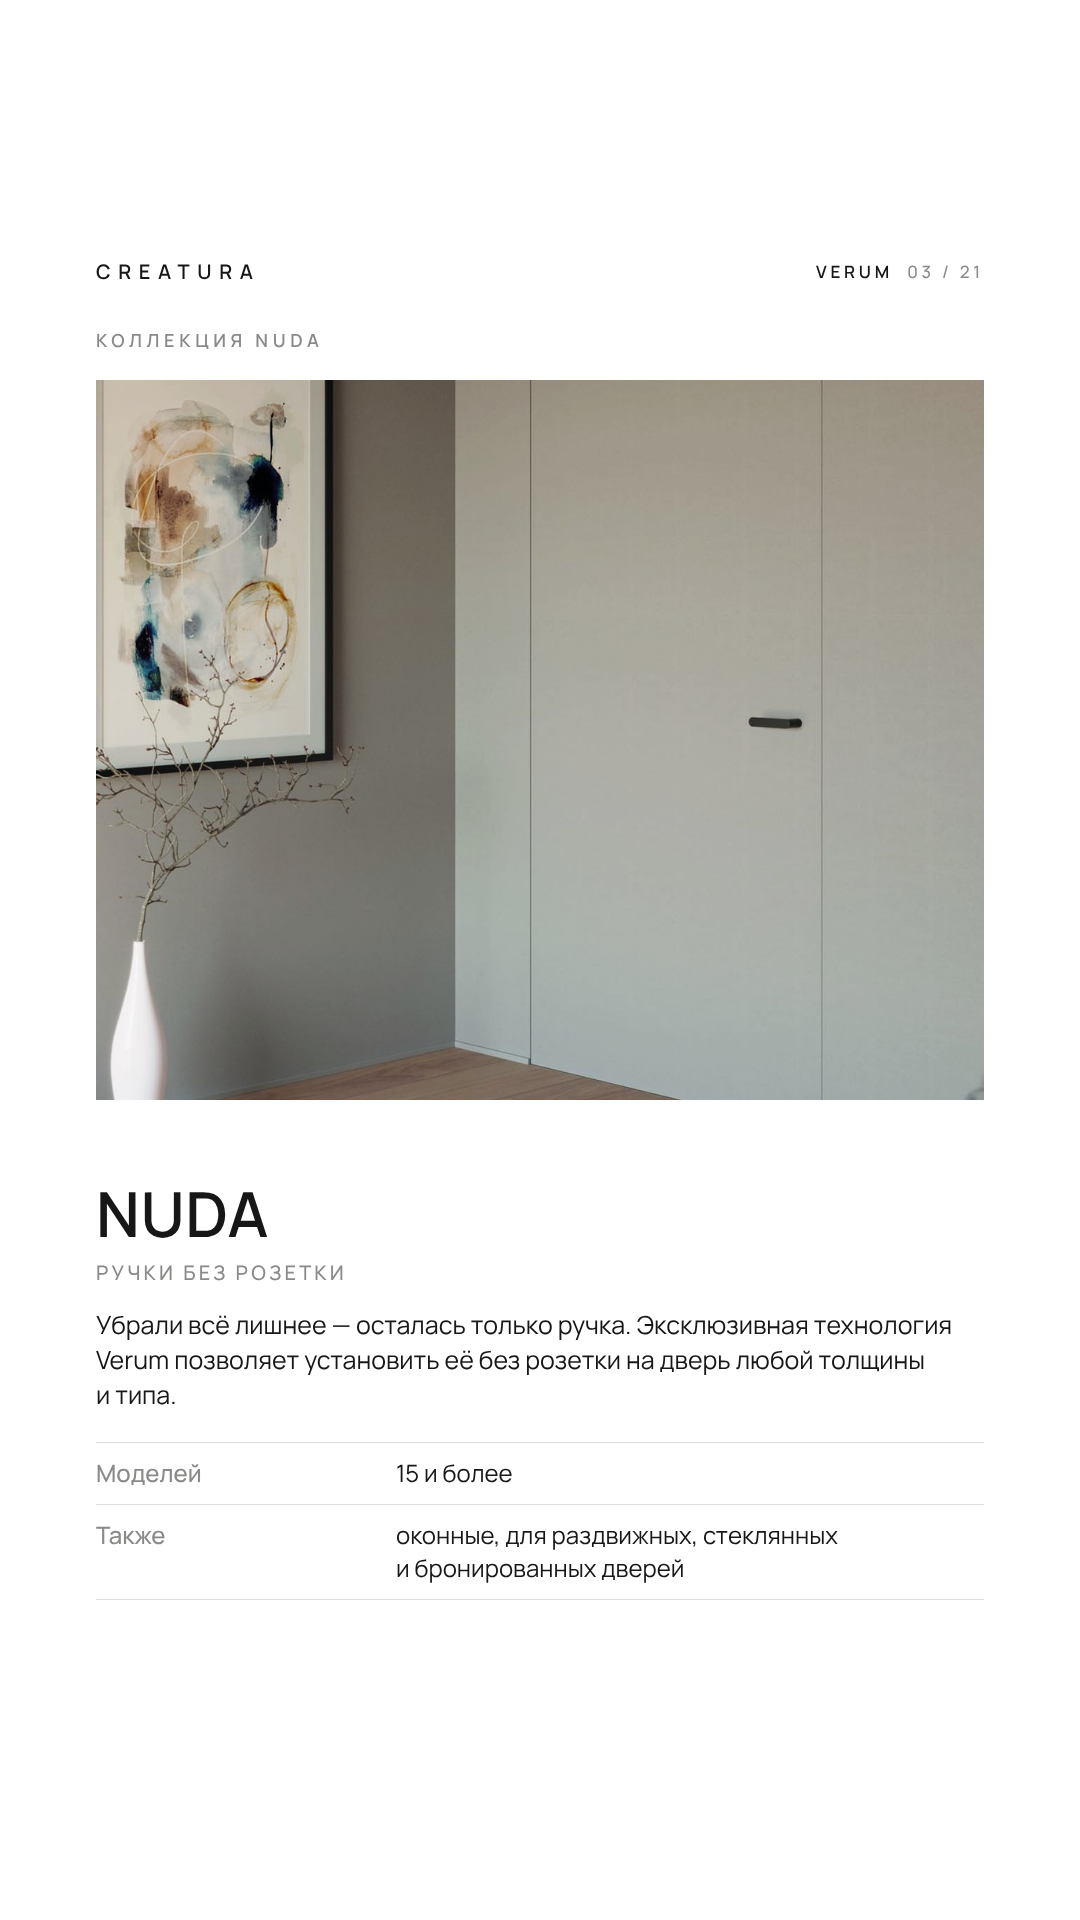 CREATURA
VERUM 03 / 21
КОЛЛЕКЦИЯ NUDA
NUDA
РУЧКИ БЕЗ РОЗЕТКИ
Убрали всё лишнее — осталась только ручка. Эксклюзивная технология
Verum позволяет установить её без розетки на дверь любой толщины
и типа.
Моделей 15 и более
Также оконные, для раздвижных, стеклянных
и бронированных дверей